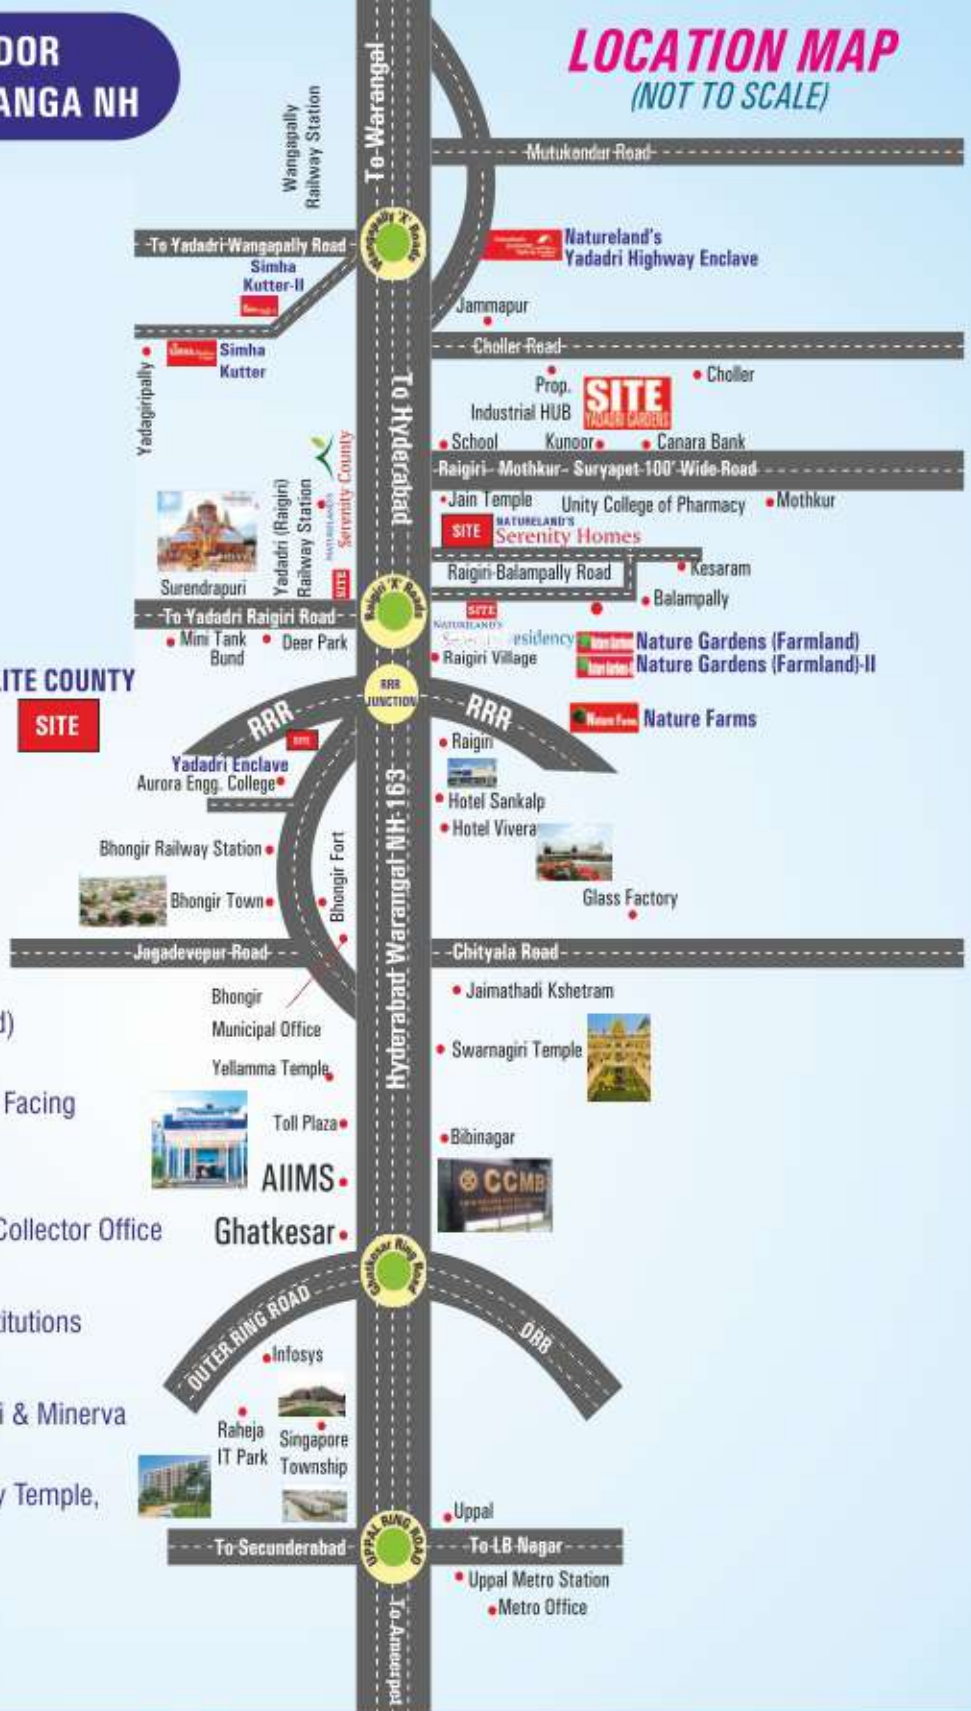 DOR
ANGA NH
LOCATION MAP
(NOT TO SCALE)
To Warangal
Wangapally
Railway Station
Mutukondur Road
Wangapally 'X' Roads
To Yadadri Wangapally Road
Natureland's
Yadadri Highway Enclave
Simha
Kutter-II
Jammapur
Choller Road
Simha
Kutter
Yadagiripally
To Hyderabad
Prop.
Industrial HUB
SITE
YADADRI GARDENS
Choller
School
Kunoor
Canara Bank
Raigiri - Mothkur - Suryapet 100' Wide Road
Jain Temple
Unity College of Pharmacy
Mothkur
SITE
NATURELAND'S
Serenity Homes
NATURELAND'S
Serenity County
SITE
Yadadri (Raigiri)
Railway Station
Surendrapuri
Raigiri-Balampally Road
Kesaram
Balampally
Raigiri 'X' Roads
To Yadadri Raigiri Road
Mini Tank
Bund
Deer Park
SITE
NATURELAND'S
esidency
Raigiri Village
Nature Gardens (Farmland)
Nature Gardens (Farmland)-II
LITE COUNTY
SITE
RRR
JUNCTION
RRR
RRR
Nature Farms
Nature Farms
SITE
Yadadri Enclave
Aurora Engg. College
Raigiri
Hotel Sankalp
Hotel Vivera
Hyderabad Warangal NH-163
Bhongir Railway Station
Bhongir Fort
Bhongir Town
Glass Factory
Jagadevepur Road
Chityala Road
Bhongir
Municipal Office
Jaimathadi Kshetram
d)
Swarnagiri Temple
Yellamma Temple
Facing
Toll Plaza
Bibinagar
AIIMS
CCMB
Collector Office
Ghatkesar
Ghatkesar Ring Road
OUTER RING ROAD
ORR
titutions
Infosys
i & Minerva
Raheja
IT Park
Singapore
Township
y Temple,
Uppal
UPPAL RING ROAD
To Secunderabad
To LB Nagar
Uppal Metro Station
Metro Office
To Ameerpet